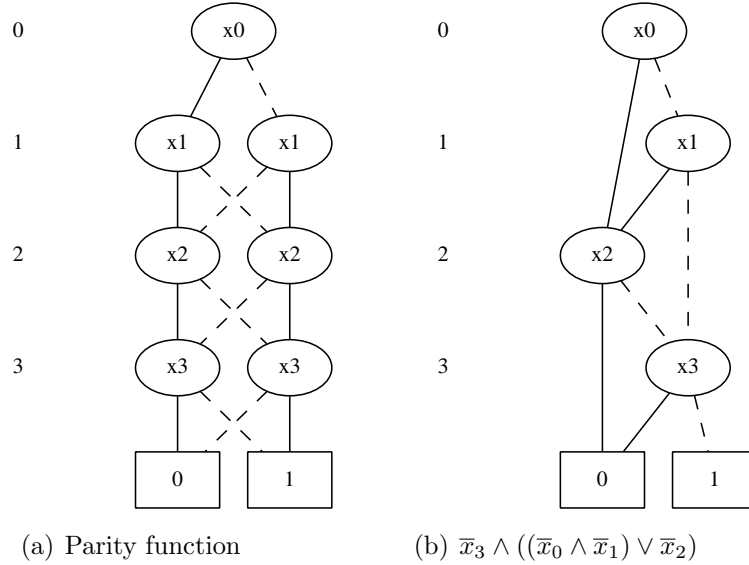 0 x0 0 x0
1 x1 x1 1 x1
2 x2 x2 2 x2
3 x3 x3 3 x3
0 1 0 1
(a) Parity function (b) x̅₃ ∧ ((x̅₀ ∧ x̅₁) ∨ x̅₂)